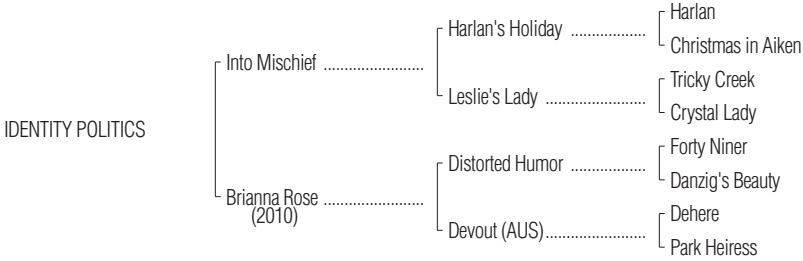 Harlan
Harlan's Holiday ..................
Christmas in Aiken
Into Mischief ........................
Tricky Creek
Leslie's Lady ........................
Crystal Lady
IDENTITY POLITICS
Forty Niner
Distorted Humor ..................
Danzig's Beauty
Brianna Rose ........................
(2010)
Dehere
Devout (AUS)........................
Park Heiress